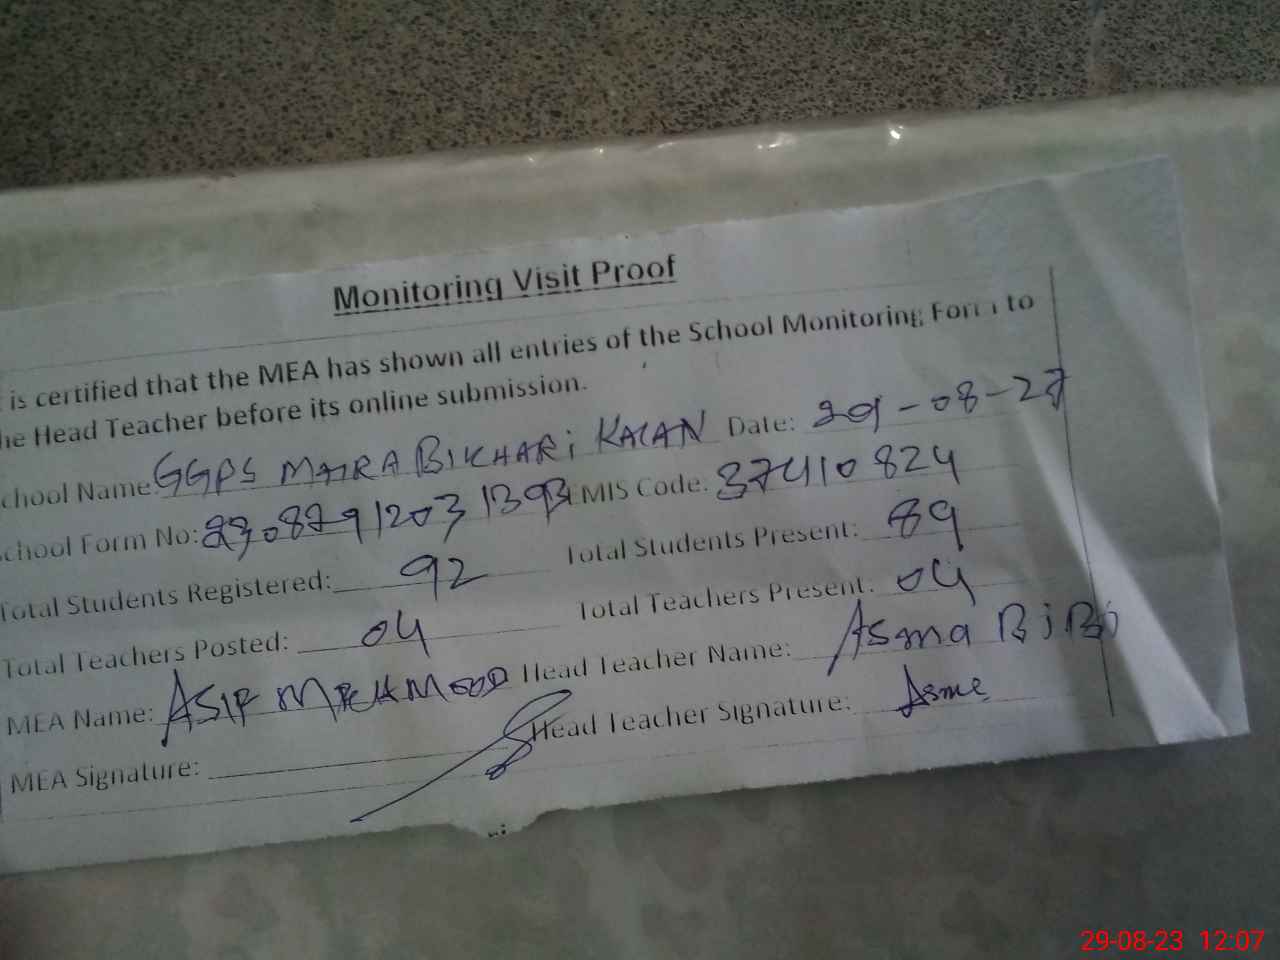 Monitoring Visit Proof
is certified that the MEA has shown all entries of the School Monitoring Form to
he Head Teacher before its online submission.
chool Name: GGPS MAIRA BIKHARI KALAN Date: 29-08-23
chool Form No: EMIS Code: 37410824
Total Students Registered: 92 Total Students Present: 89
Total Teachers Posted: 04 Total Teachers Present: 04
MEA Name: ASIF MEHMOOD Head Teacher Name: Asma BiBi
MEA Signature: Head Teacher Signature: Asma
29-08-23 12:07